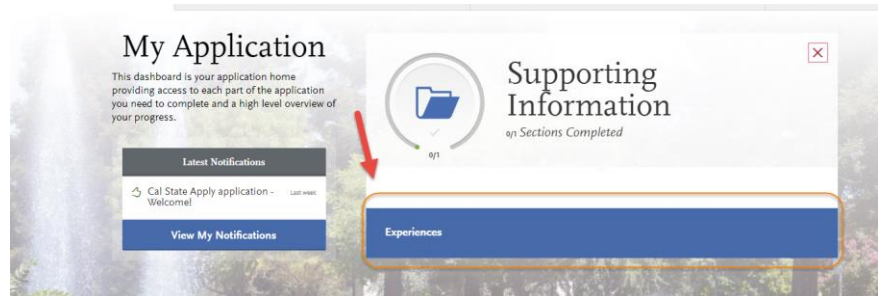 My Application
This dashboard is your application home
providing access to each part of the application
you need to complete and a high level overview of
your progress.
Latest Notifications
Cal State Apply application - Last week
Welcome!
View My Notifications
Supporting
Information
0/1 Sections Completed
0/1
Experiences